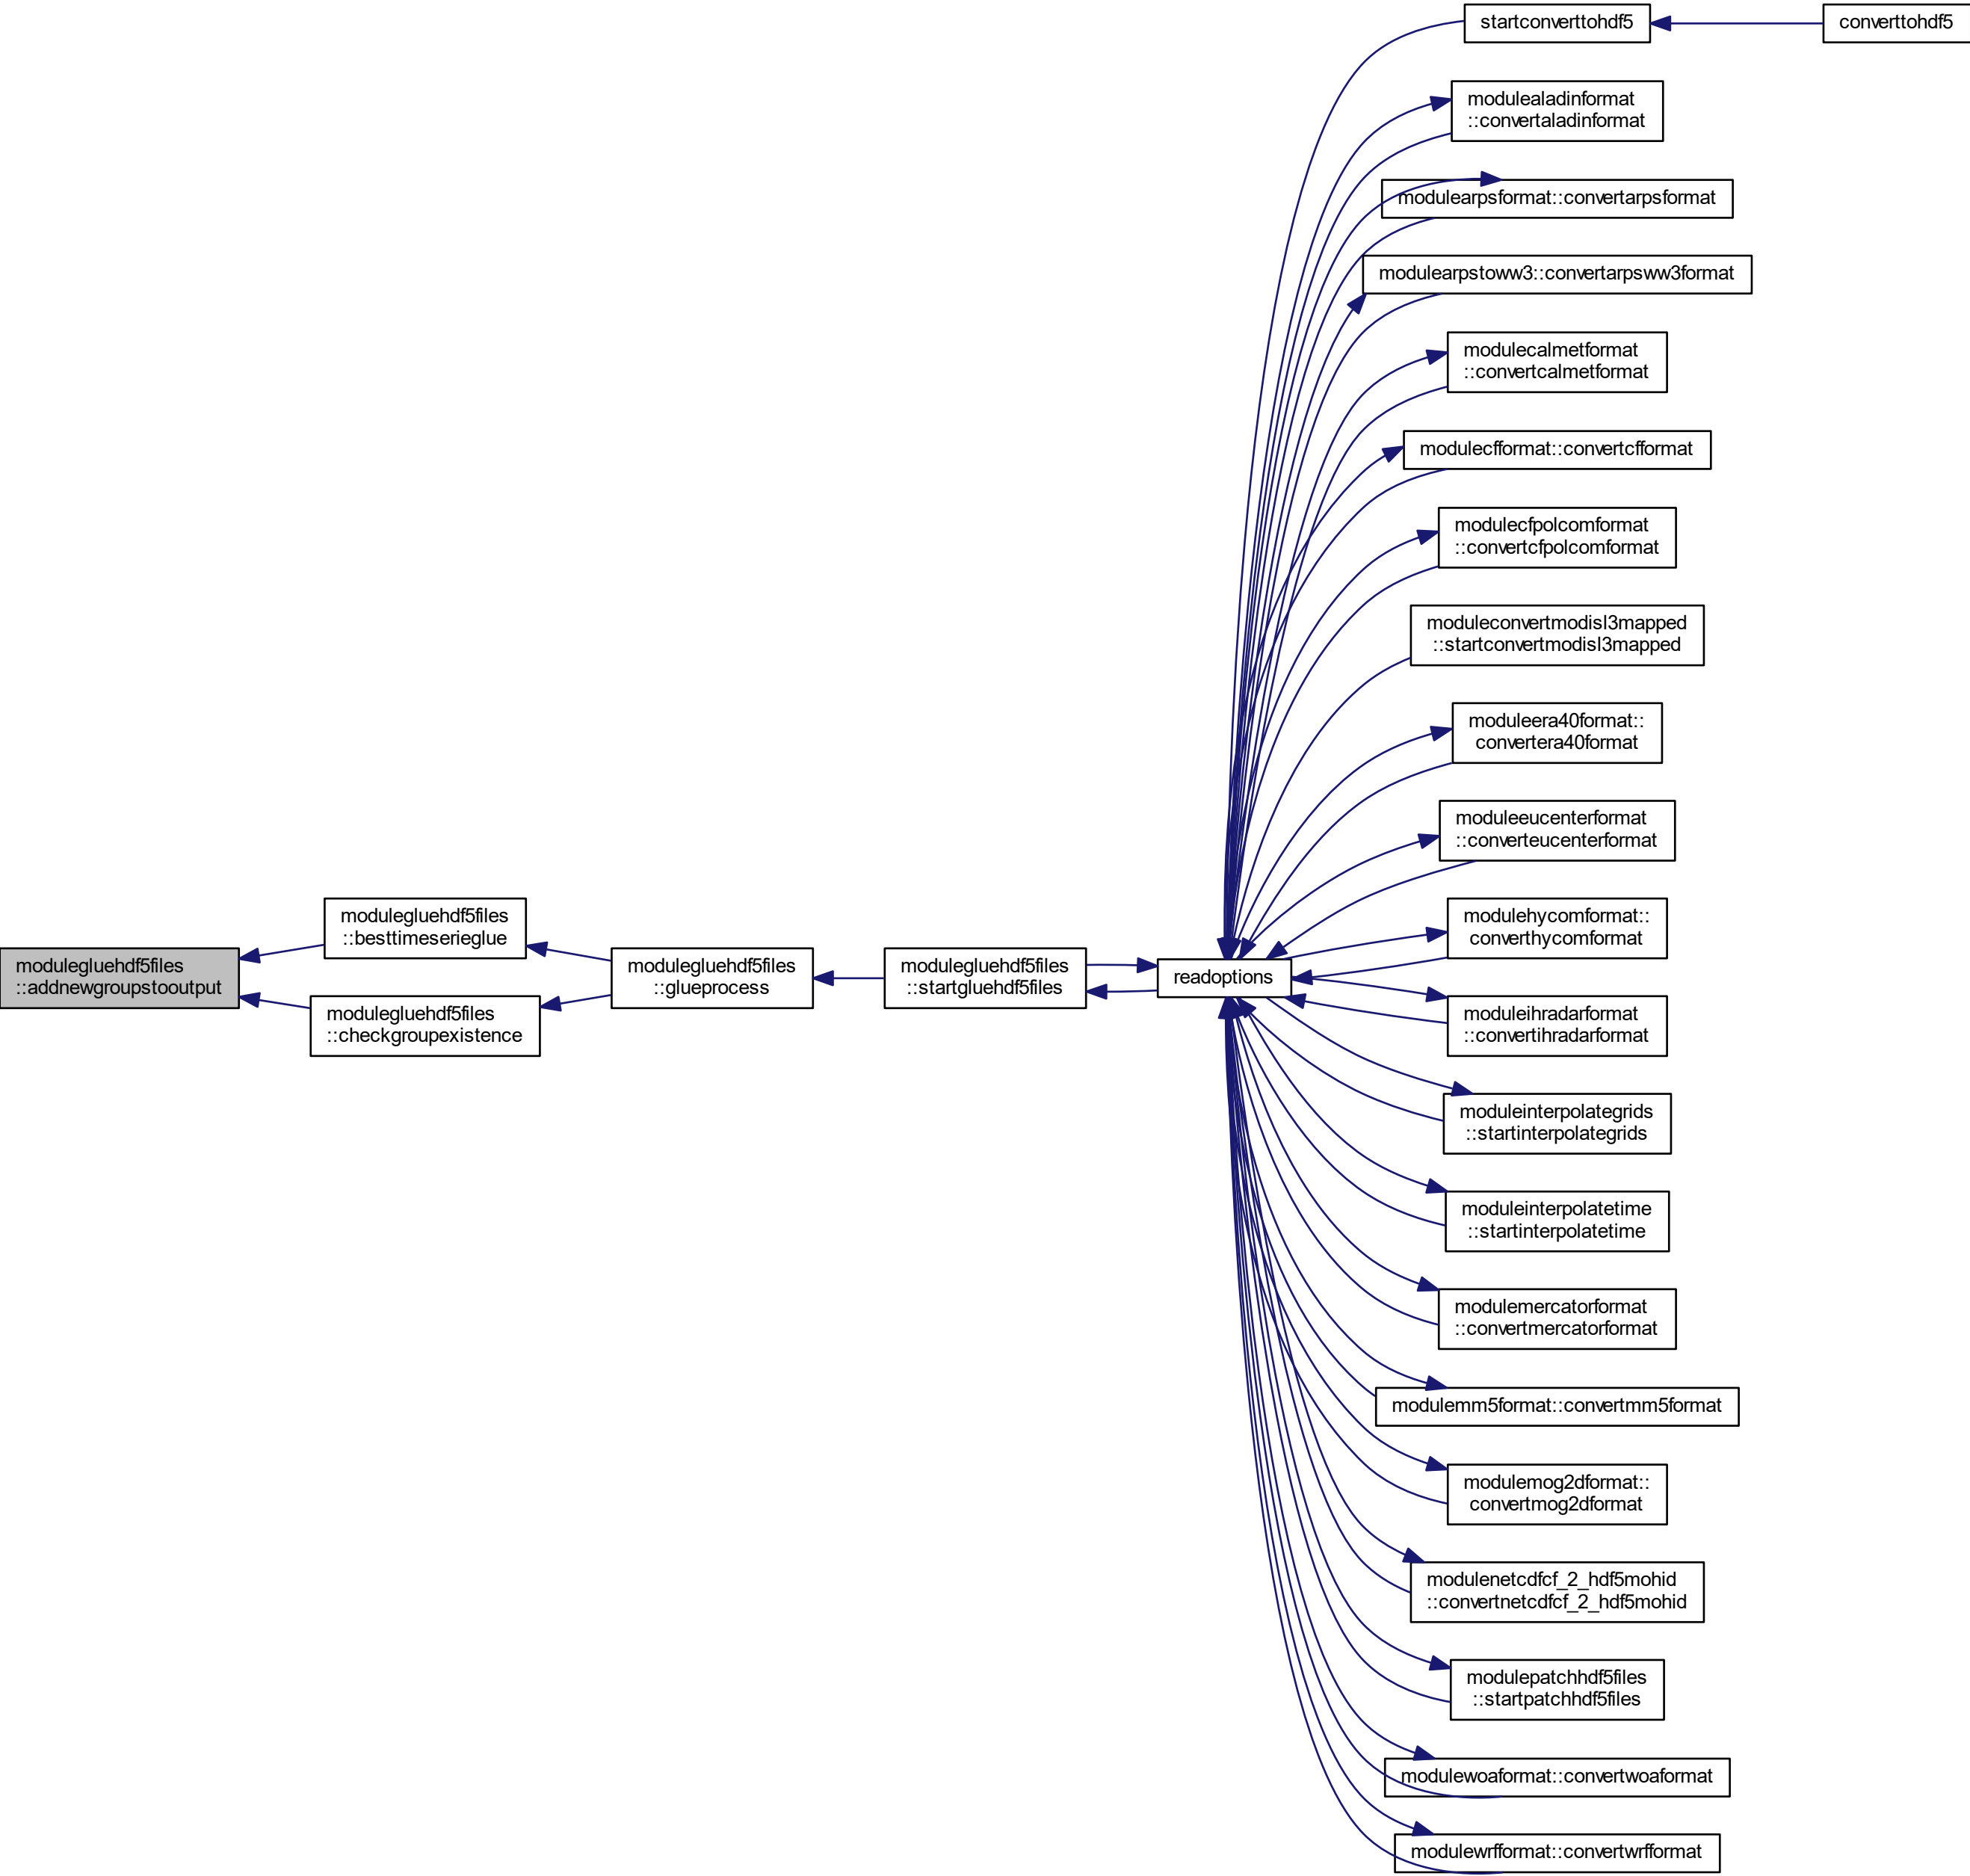 startconverttohdf5
converttohdf5
modulealadinformat
::convertaladinformat
modulearpsformat::convertarpsformat
modulearpstoww3::convertarpsww3format
modulecalmetformat
::convertcalmetformat
modulecfformat::convertcfformat
modulecfpolcomformat
::convertcfpolcomformat
moduleconvertmodisl3mapped
::startconvertmodisl3mapped
moduleera40format::
convertera40format
moduleeucenterformat
::converteucenterformat
modulegluehdf5files
::besttimeserieglue
modulehycomformat::
converthycomformat
modulegluehdf5files
::addnewgroupstooutput
modulegluehdf5files
::glueprocess
modulegluehdf5files
::startgluehdf5files
readoptions
modulegluehdf5files
::checkgroupexistence
moduleihradarformat
::convertihradarformat
moduleinterpolategrids
::startinterpolategrids
moduleinterpolatetime
::startinterpolatetime
modulemercatorformat
::convertmercatorformat
modulemm5format::convertmm5format
modulemog2dformat::
convertmog2dformat
modulenetcdfcf_2_hdf5mohid
::convertnetcdfcf_2_hdf5mohid
modulepatchhdf5files
::startpatchhdf5files
modulewoaformat::convertwoaformat
modulewrfformat::convertwrfformat